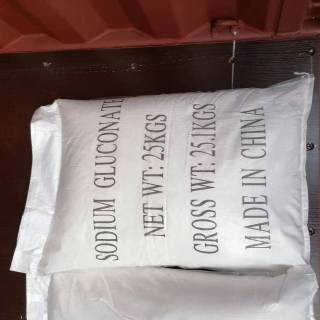 SODIUM GLUCONATE
NET WT: 25KGS
GROSS WT: 25.1KGS
MADE IN CHINA